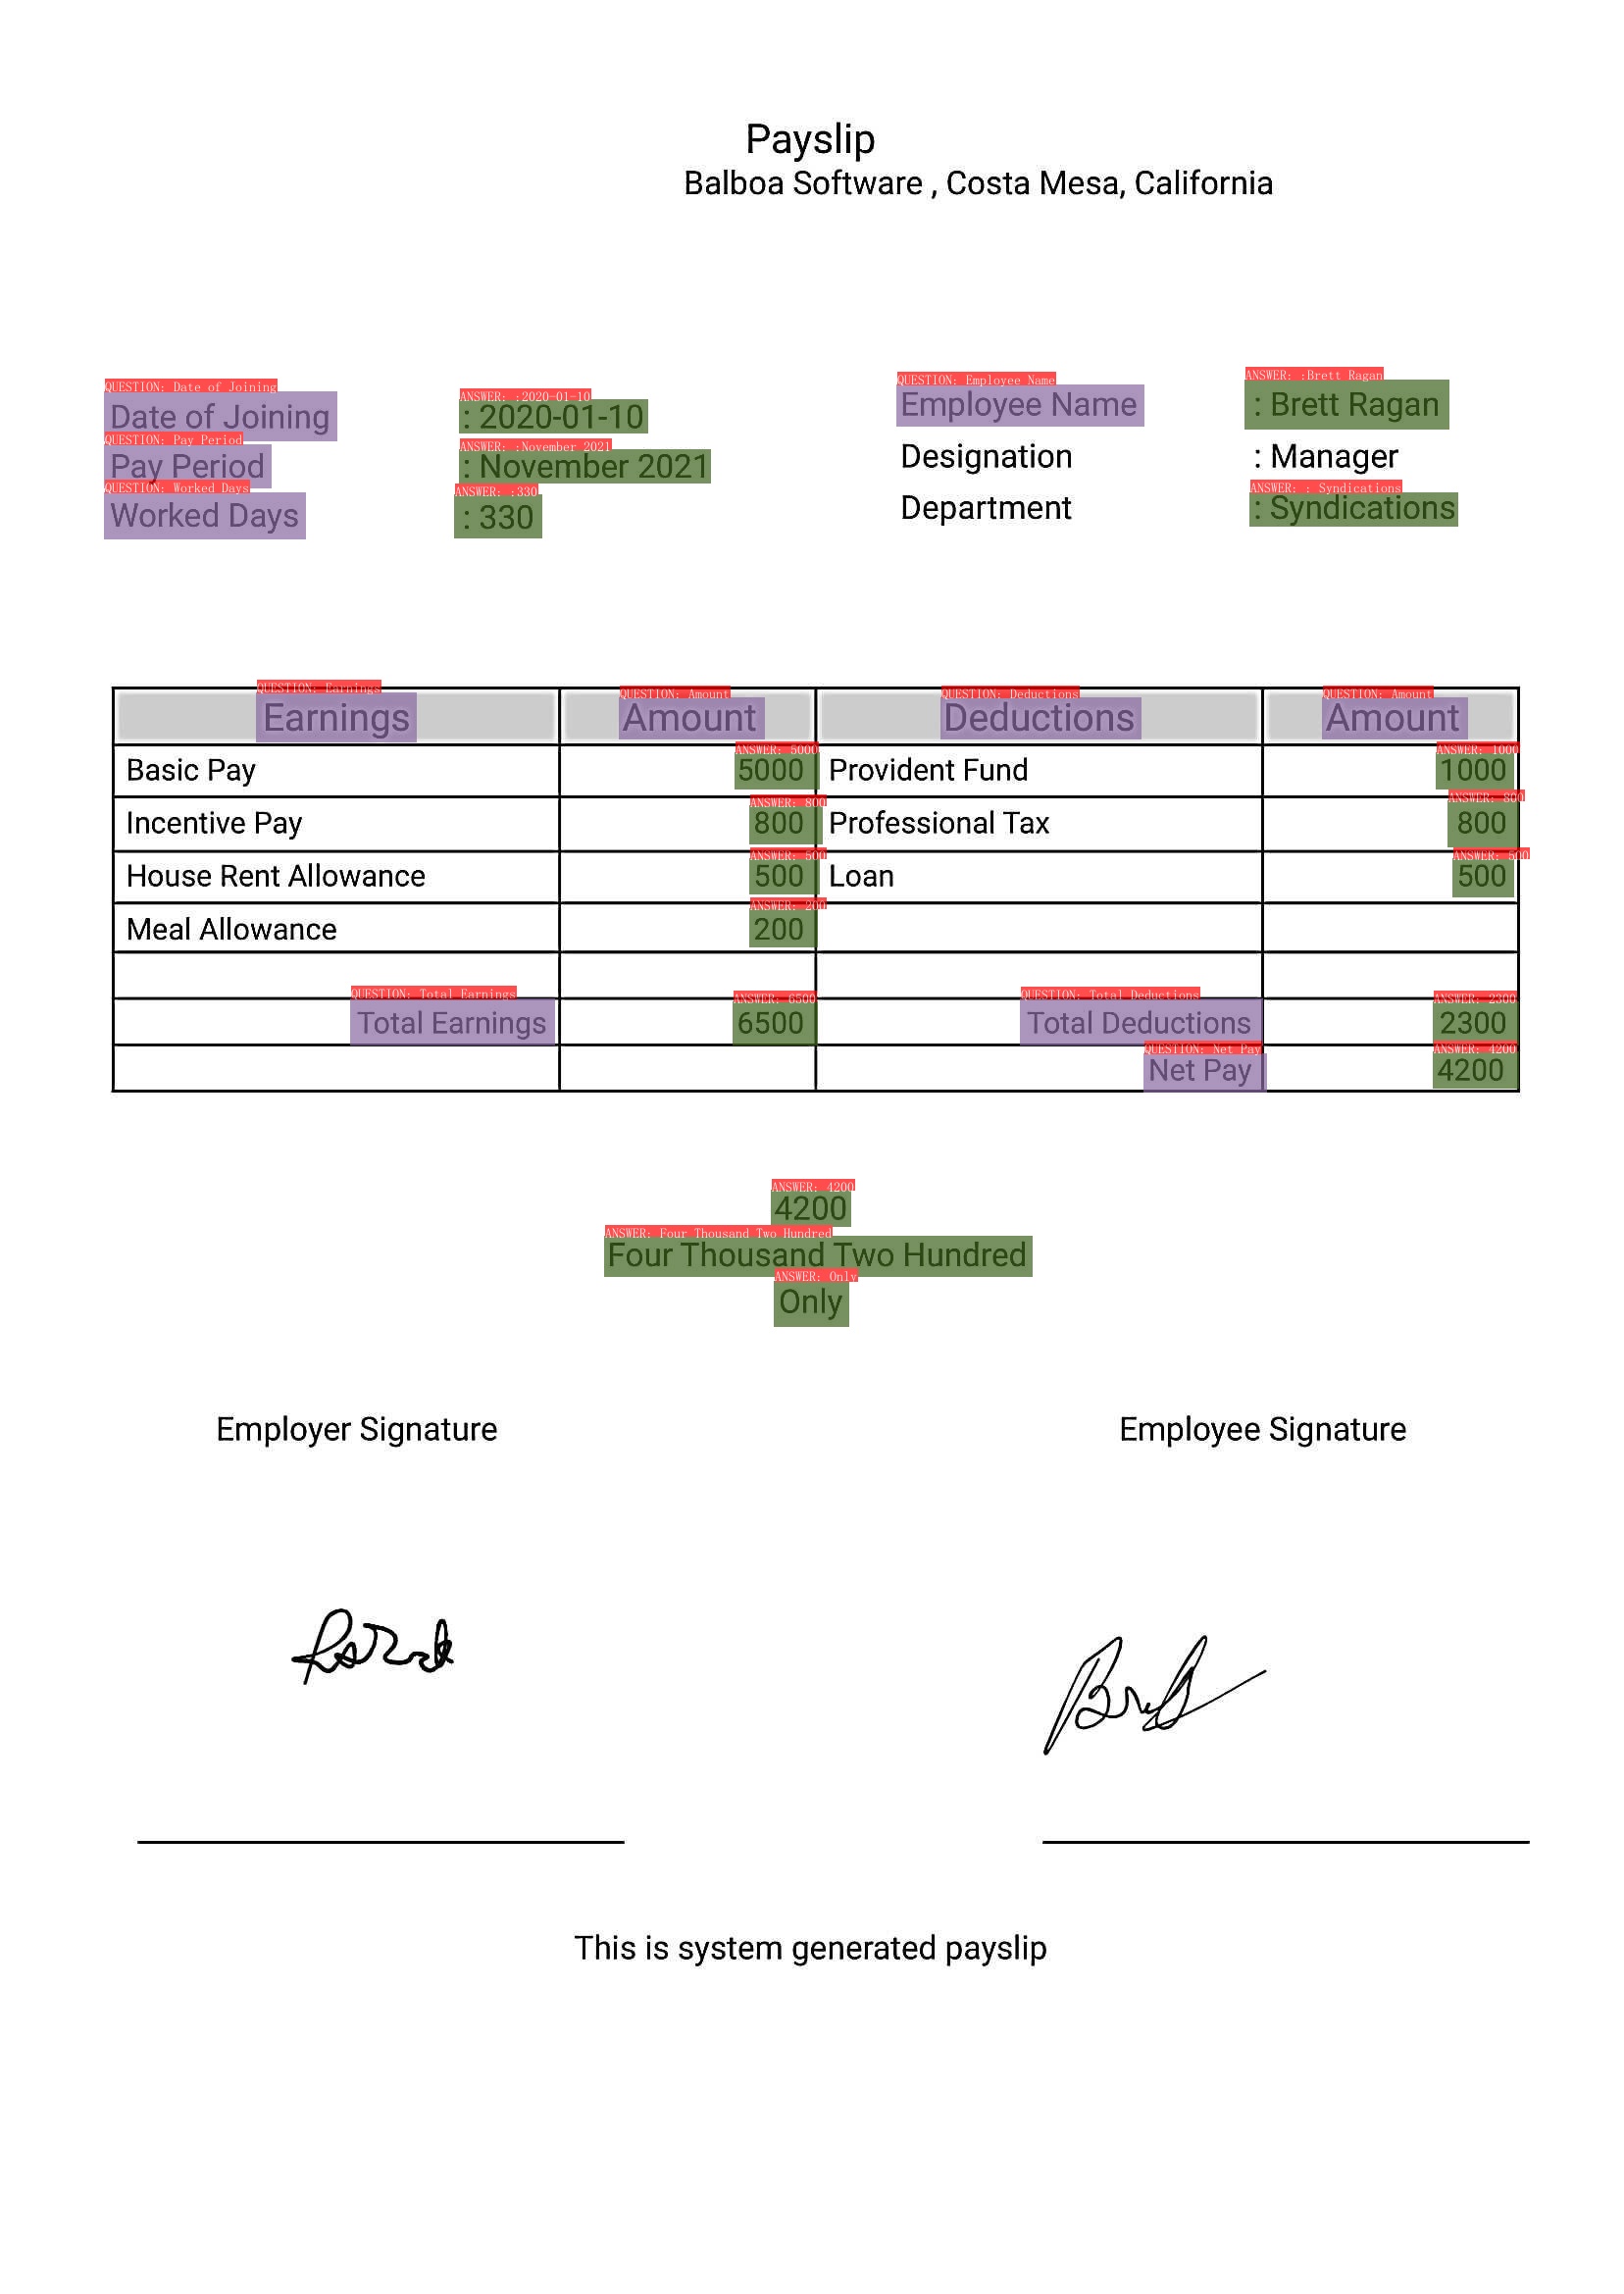 Payslip
Balboa Software , Costa Mesa, California
QUESTION: Date of Joining
Date of Joining
ANSWER: :2020-01-10
: 2020-01-10
QUESTION: Employee Name
Employee Name
ANSWER: :Brett Ragan
: Brett Ragan
QUESTION: Pay Period
Pay Period
ANSWER: :November 2021
: November 2021
Designation
: Manager
QUESTION: Worked Days
Worked Days
ANSWER: :330
: 330
Department
ANSWER: : Syndications
: Syndications
QUESTION: Earnings
Earnings
QUESTION: Amount
Amount
QUESTION: Deductions
Deductions
QUESTION: Amount
Amount
Basic Pay
ANSWER: 5000
5000
Provident Fund
ANSWER: 1000
1000
Incentive Pay
ANSWER: 800
800
Professional Tax
ANSWER: 800
800
House Rent Allowance
ANSWER: 500
500
Loan
ANSWER: 500
500
Meal Allowance
ANSWER: 200
200
QUESTION: Total Earnings
Total Earnings
ANSWER: 6500
6500
QUESTION: Total Deductions
Total Deductions
ANSWER: 2300
2300
QUESTION: Net Pay
Net Pay
ANSWER: 4200
4200
ANSWER: 4200
4200
ANSWER: Four Thousand Two Hundred
Four Thousand Two Hundred
ANSWER: Only
Only
Employer Signature
Employee Signature
This is system generated payslip